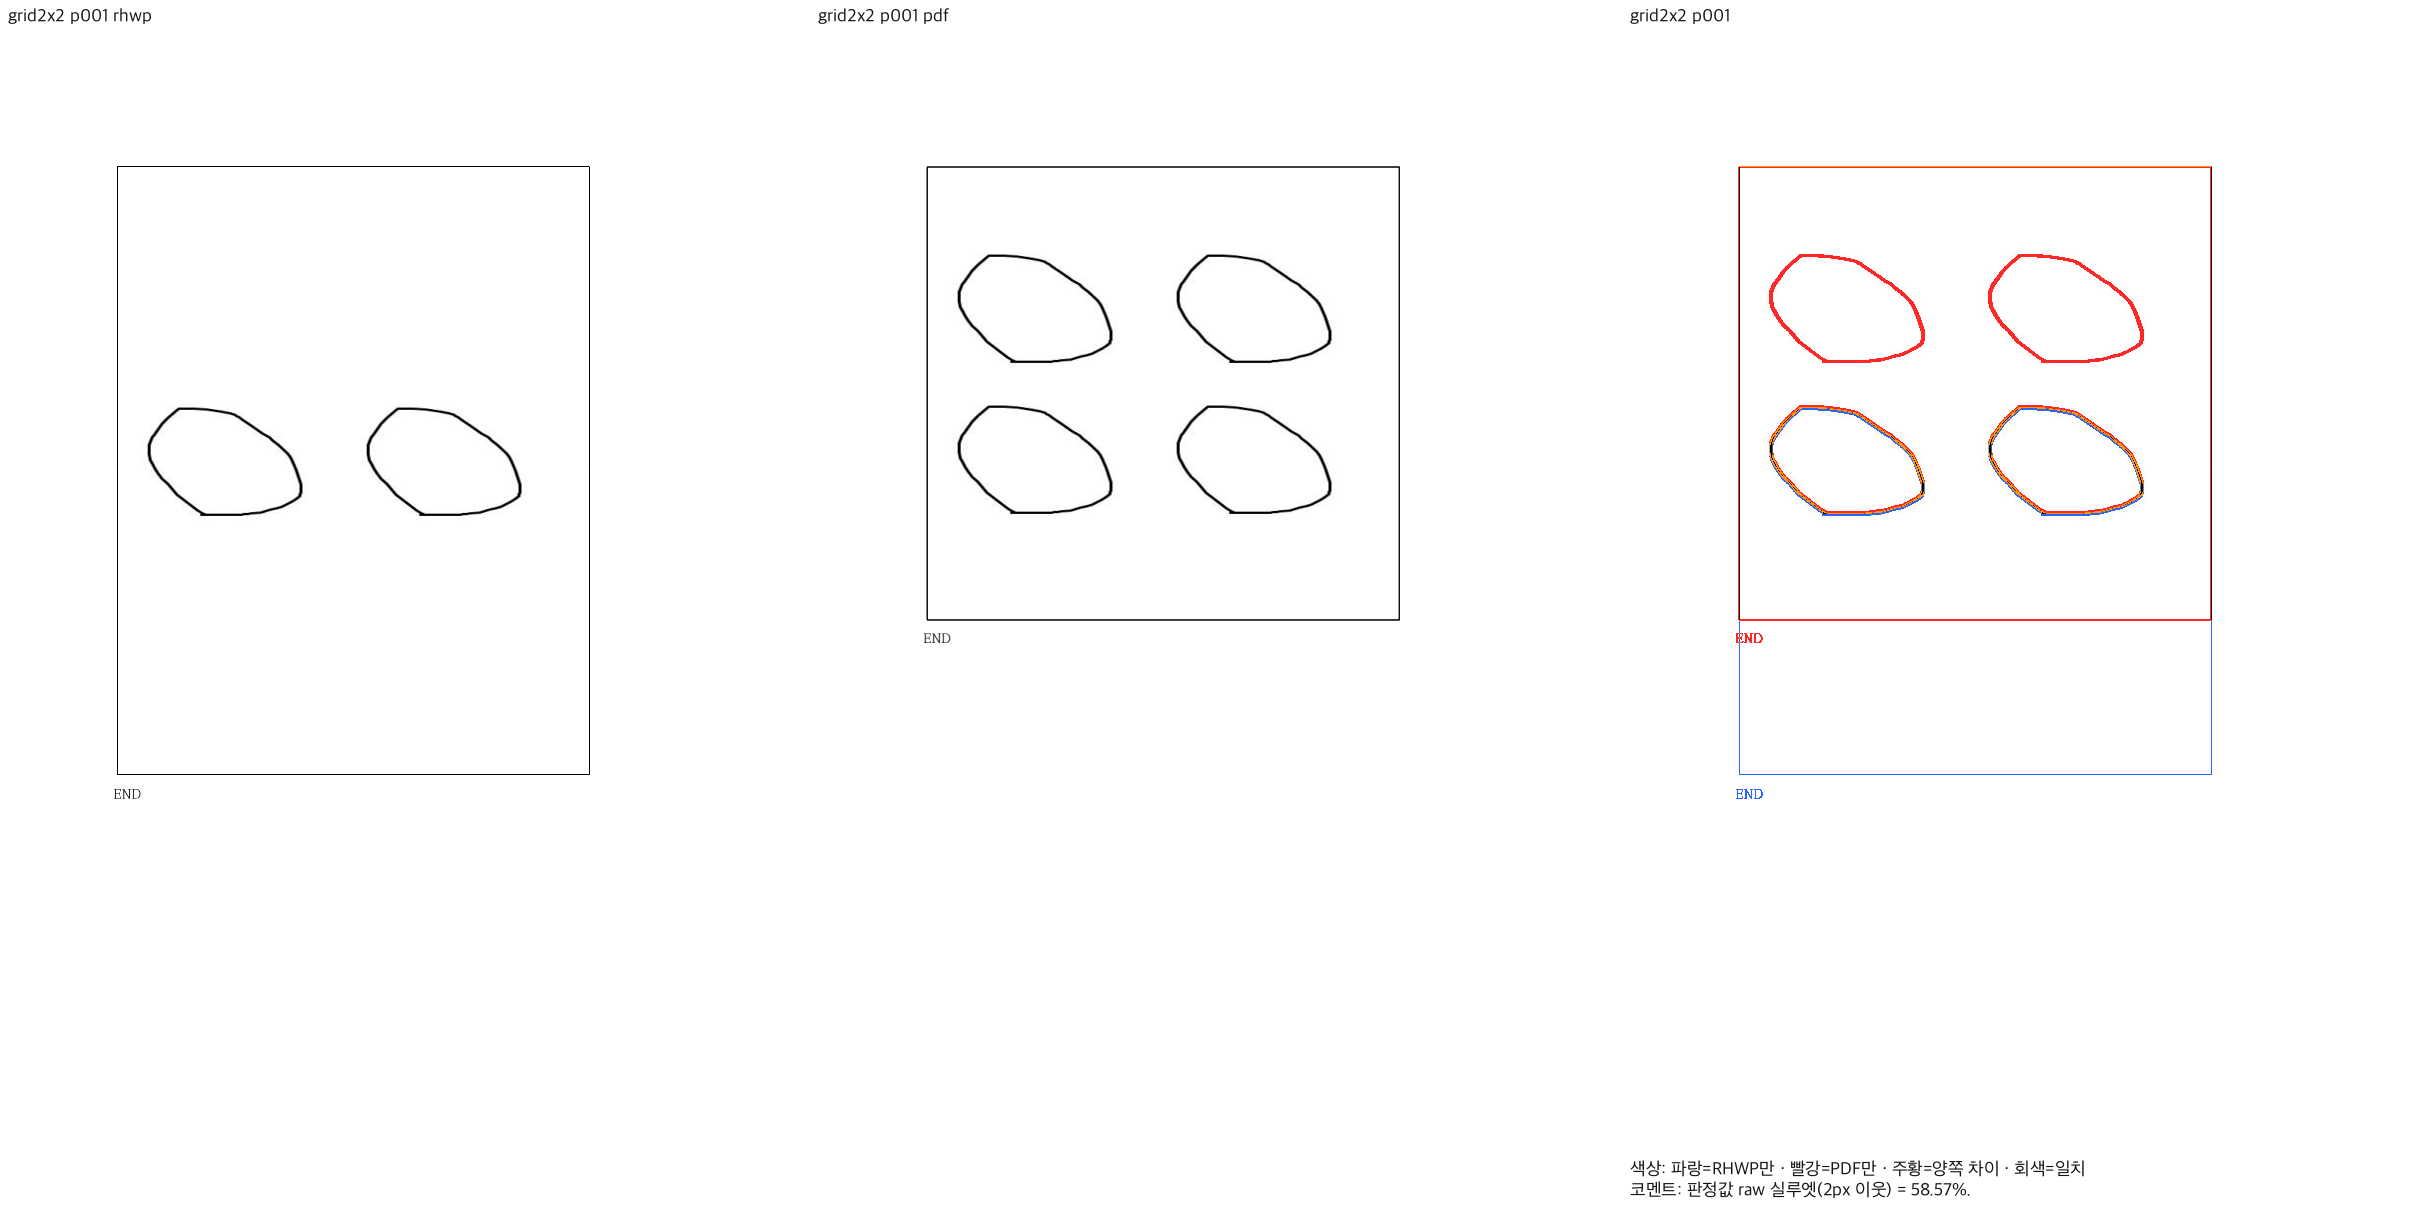 grid2x2 p001 rhwp
grid2x2 p001 pdf
grid2x2 p001
END
END
END
END
색상: 파랑=RHWP만 · 빨강=PDF만 · 주황=양쪽 차이 · 회색=일치
코멘트: 판정값 raw 실루엣(2px 이웃) = 58.57%.